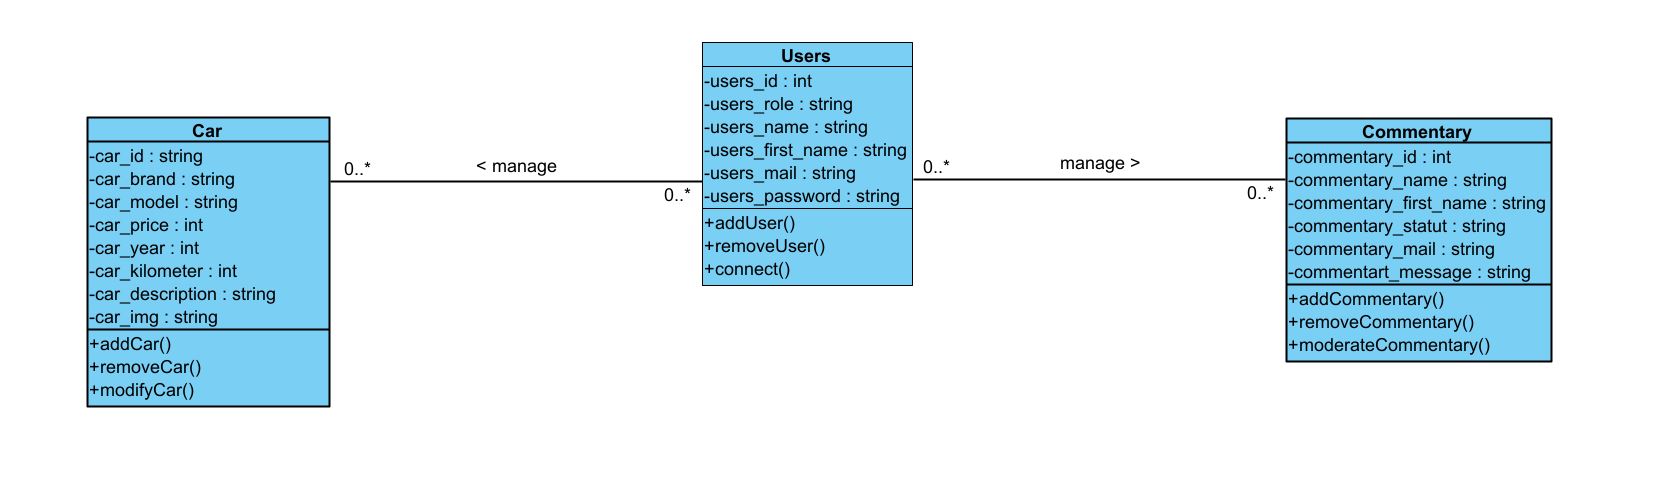 Car
-car_id : string
-car_brand : string
-car_model : string
-car_price : int
-car_year : int
-car_kilometer : int
-car_description : string
-car_img : string
+addCar()
+removeCar()
+modifyCar()
0..*
< manage
0..*
Users
-users_id : int
-users_role : string
-users_name : string
-users_first_name : string
-users_mail : string
-users_password : string
+addUser()
+removeUser()
+connect()
0..*
manage >
0..*
Commentary
-commentary_id : int
-commentary_name : string
-commentary_first_name : string
-commentary_statut : string
-commentary_mail : string
-commentart_message : string
+addCommentary()
+removeCommentary()
+moderateCommentary()